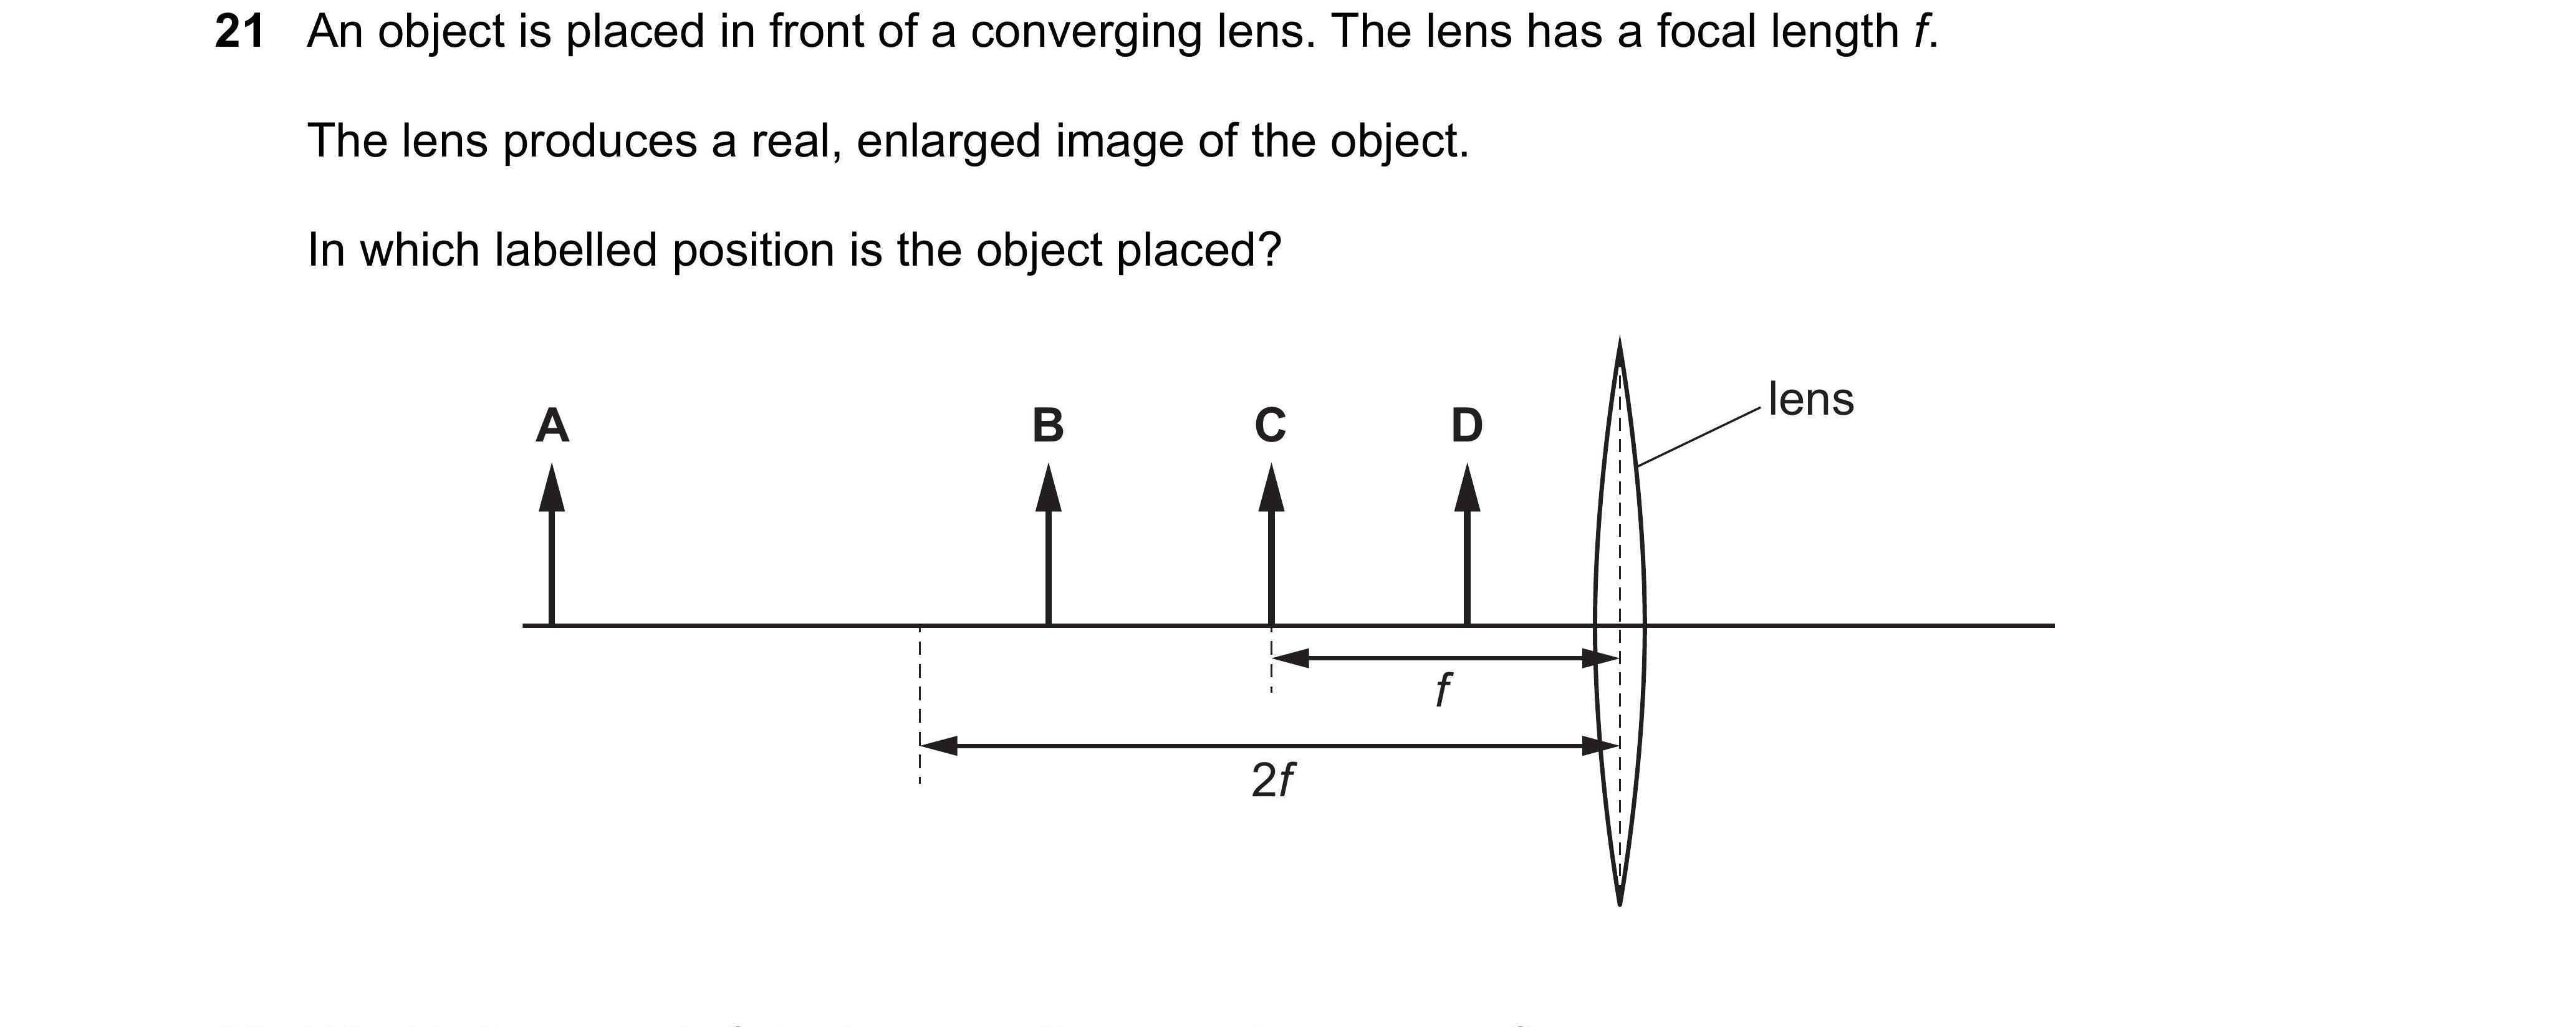 21 An object is placed in front of a converging lens. The lens has a focal length f.
The lens produces a real, enlarged image of the object.
In which labelled position is the object placed?
lens
A B C D
f
2f